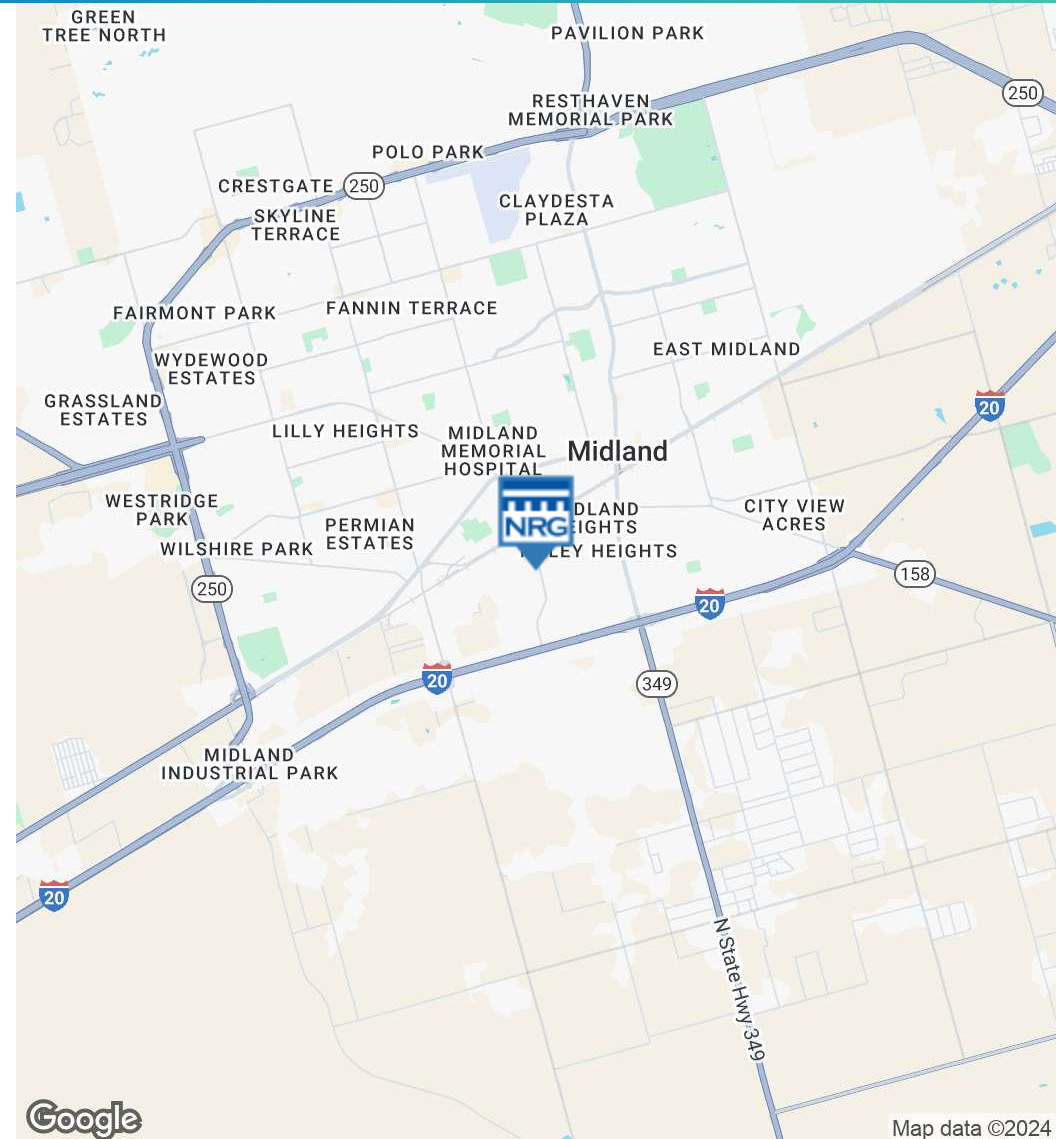 GREEN
TREE NORTH
PAVILION PARK
250
RESTHAVEN
MEMORIAL PARK
POLO PARK
CRESTGATE
250
CLAYDESTA
PLAZA
SKYLINE
TERRACE
FAIRMONT PARK
FANNIN TERRACE
EAST MIDLAND
WYDEWOOD
ESTATES
GRASSLAND
ESTATES
20
LILLY HEIGHTS
MIDLAND
MEMORIAL
HOSPITAL
Midland
WESTRIDGE
PARK
PERMIAN
ESTATES
NRG
CITY VIEW
ACRES
WILSHIRE PARK
HEIGHTS
250
158
20
20
349
MIDLAND
INDUSTRIAL PARK
20
N State Hwy 349
Google
Map data ©2024